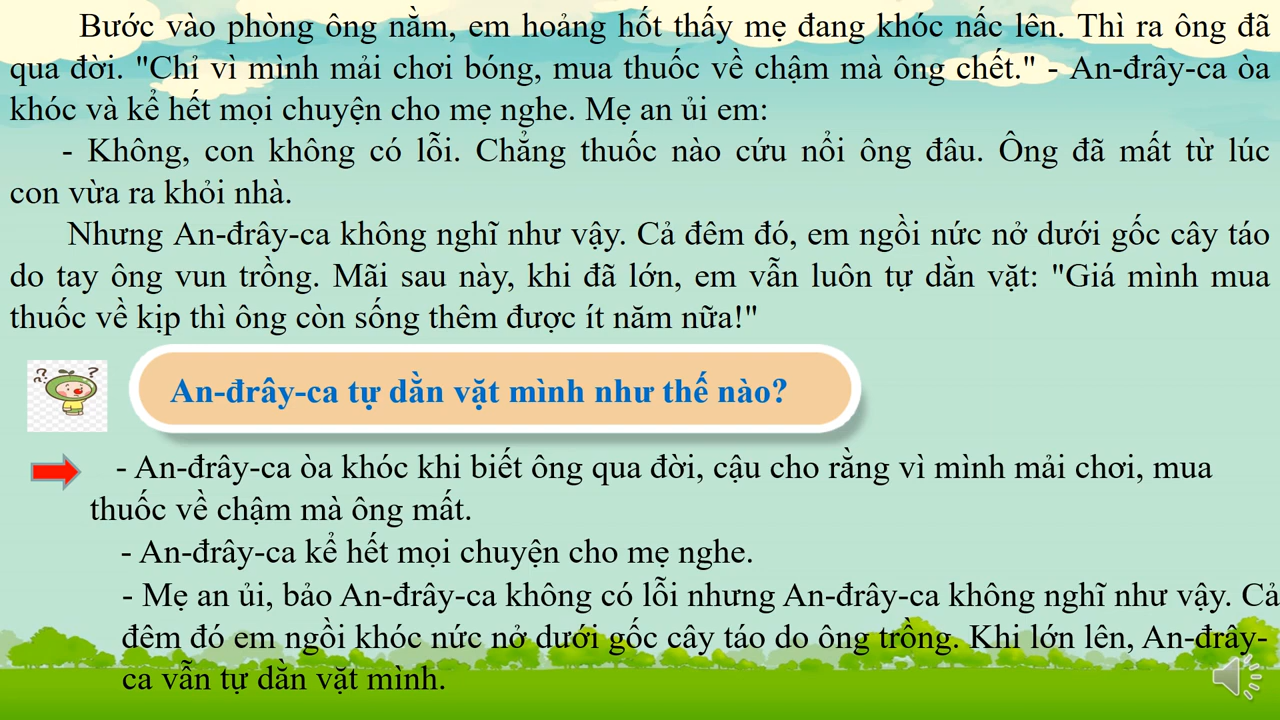 Bước vào phòng ông nằm, em hoảng hốt thấy mẹ đang khóc nấc lên. Thì ra ông đã
qua đời. "Chỉ vì mình mải chơi bóng, mua thuốc về chậm mà ông chết." - An-đrây-ca òa
khóc và kể hết mọi chuyện cho mẹ nghe. Mẹ an ủi em:
- Không, con không có lỗi. Chẳng thuốc nào cứu nổi ông đâu. Ông đã mất từ lúc
con vừa ra khỏi nhà.
Nhưng An-đrây-ca không nghĩ như vậy. Cả đêm đó, em ngồi nức nở dưới gốc cây táo
do tay ông vun trồng. Mãi sau này, khi đã lớn, em vẫn luôn tự dằn vặt: "Giá mình mua
thuốc về kịp thì ông còn sống thêm được ít năm nữa!"
An-đrây-ca tự dằn vặt mình như thế nào?
- An-đrây-ca òa khóc khi biết ông qua đời, cậu cho rằng vì mình mải chơi, mua
thuốc về chậm mà ông mất.
- An-đrây-ca kể hết mọi chuyện cho mẹ nghe.
- Mẹ an ủi, bảo An-đrây-ca không có lỗi nhưng An-đrây-ca không nghĩ như vậy. Cả
đêm đó em ngồi khóc nức nở dưới gốc cây táo do ông trồng. Khi lớn lên, An-đrây-
ca vẫn tự dằn vặt mình.